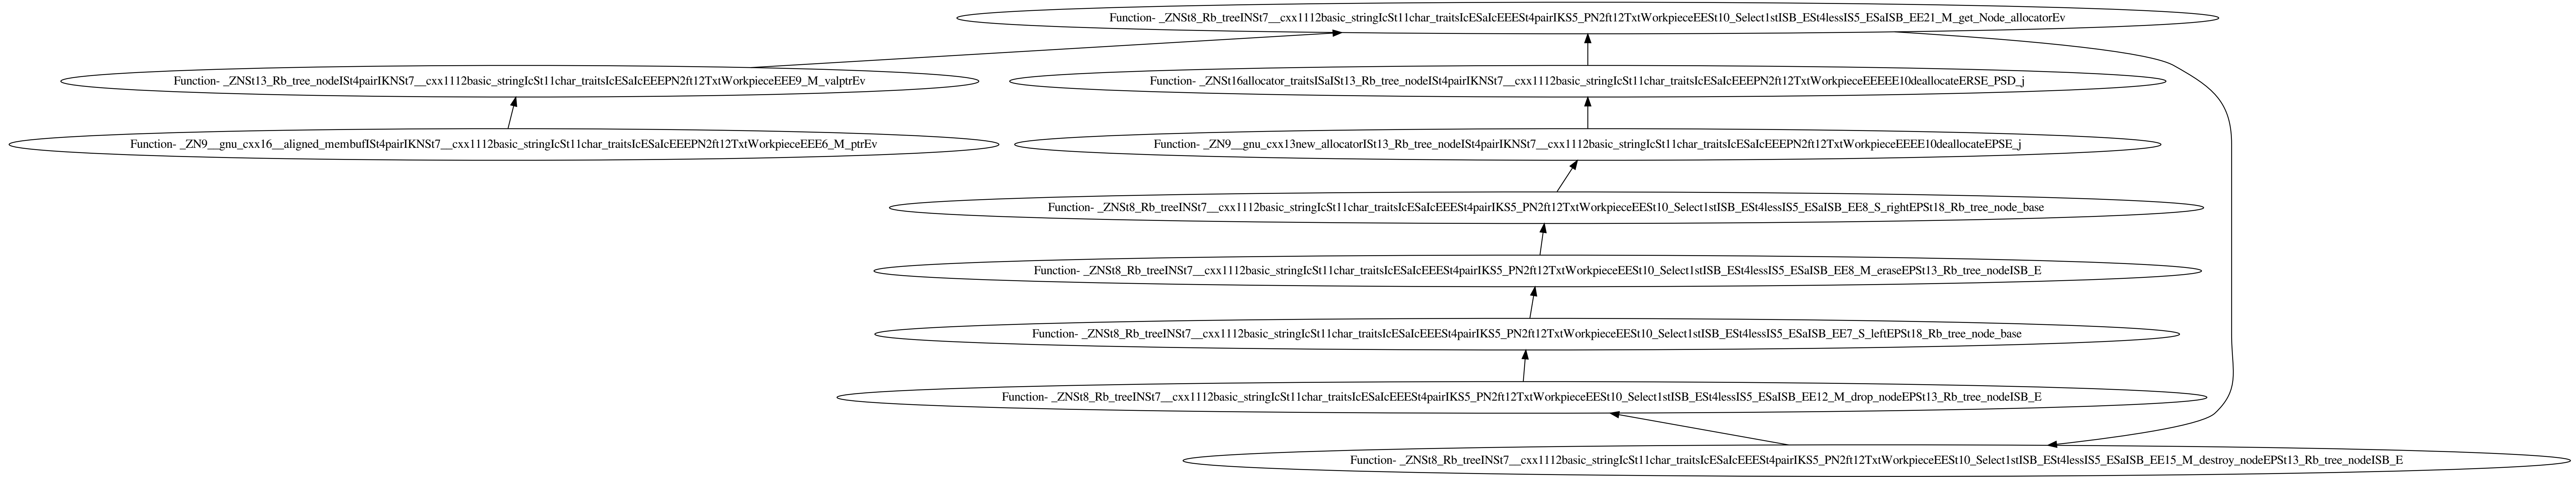 Function- _ZNSt8_Rb_treeINSt7__cxx1112basic_stringIcSt11char_traitsIcESaIcEEESt4pairIKS5_PN2ft12TxtWorkpieceEESt10_Select1stISB_ESt4lessIS5_ESaISB_EE21_M_get_Node_allocatorEv
Function- _ZNSt13_Rb_tree_nodeISt4pairIKNSt7__cxx1112basic_stringIcSt11char_traitsIcESaIcEEEPN2ft12TxtWorkpieceEEE9_M_valptrEv
Function- _ZNSt16allocator_traitsISaISt13_Rb_tree_nodeISt4pairIKNSt7__cxx1112basic_stringIcSt11char_traitsIcESaIcEEEPN2ft12TxtWorkpieceEEEEE10deallocateERSE_PSD_j
Function- _ZN9__gnu_cxx16__aligned_membufISt4pairIKNSt7__cxx1112basic_stringIcSt11char_traitsIcESaIcEEEPN2ft12TxtWorkpieceEEE6_M_ptrEv
Function- _ZN9__gnu_cxx13new_allocatorISt13_Rb_tree_nodeISt4pairIKNSt7__cxx1112basic_stringIcSt11char_traitsIcESaIcEEEPN2ft12TxtWorkpieceEEEE10deallocateEPSE_j
Function- _ZNSt8_Rb_treeINSt7__cxx1112basic_stringIcSt11char_traitsIcESaIcEEESt4pairIKS5_PN2ft12TxtWorkpieceEESt10_Select1stISB_ESt4lessIS5_ESaISB_EE8_S_rightEPSt18_Rb_tree_node_base
Function- _ZNSt8_Rb_treeINSt7__cxx1112basic_stringIcSt11char_traitsIcESaIcEEESt4pairIKS5_PN2ft12TxtWorkpieceEESt10_Select1stISB_ESt4lessIS5_ESaISB_EE8_M_eraseEPSt13_Rb_tree_nodeISB_E
Function- _ZNSt8_Rb_treeINSt7__cxx1112basic_stringIcSt11char_traitsIcESaIcEEESt4pairIKS5_PN2ft12TxtWorkpieceEESt10_Select1stISB_ESt4lessIS5_ESaISB_EE7_S_leftEPSt18_Rb_tree_node_base
Function- _ZNSt8_Rb_treeINSt7__cxx1112basic_stringIcSt11char_traitsIcESaIcEEESt4pairIKS5_PN2ft12TxtWorkpieceEESt10_Select1stISB_ESt4lessIS5_ESaISB_EE12_M_drop_nodeEPSt13_Rb_tree_nodeISB_E
Function- _ZNSt8_Rb_treeINSt7__cxx1112basic_stringIcSt11char_traitsIcESaIcEEESt4pairIKS5_PN2ft12TxtWorkpieceEESt10_Select1stISB_ESt4lessIS5_ESaISB_EE15_M_destroy_nodeEPSt13_Rb_tree_nodeISB_E